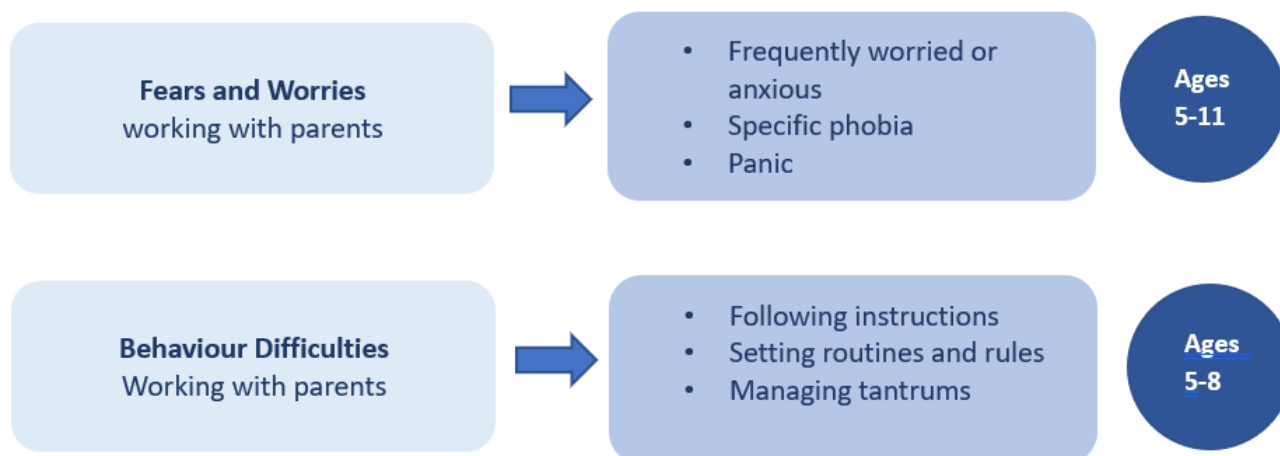 Fears and Worries
working with parents
• Frequently worried or
anxious
• Specific phobia
• Panic
Ages
5-11
Behaviour Difficulties
Working with parents
• Following instructions
• Setting routines and rules
• Managing tantrums
Ages
5-8